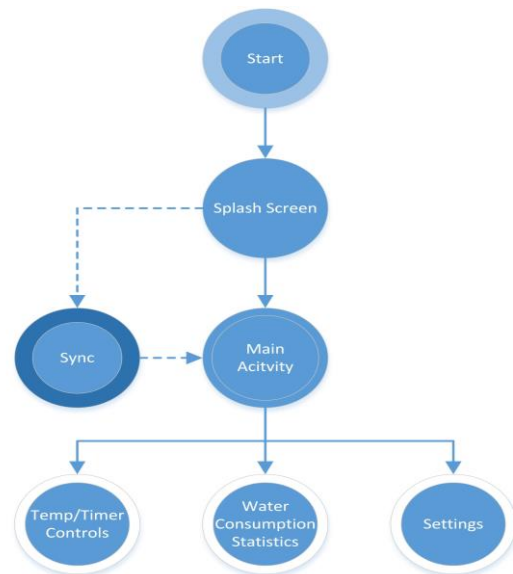 Start
Splash Screen
Sync
Main
Acitvity
Temp/Timer
Controls
Water
Consumption
Statistics
Settings